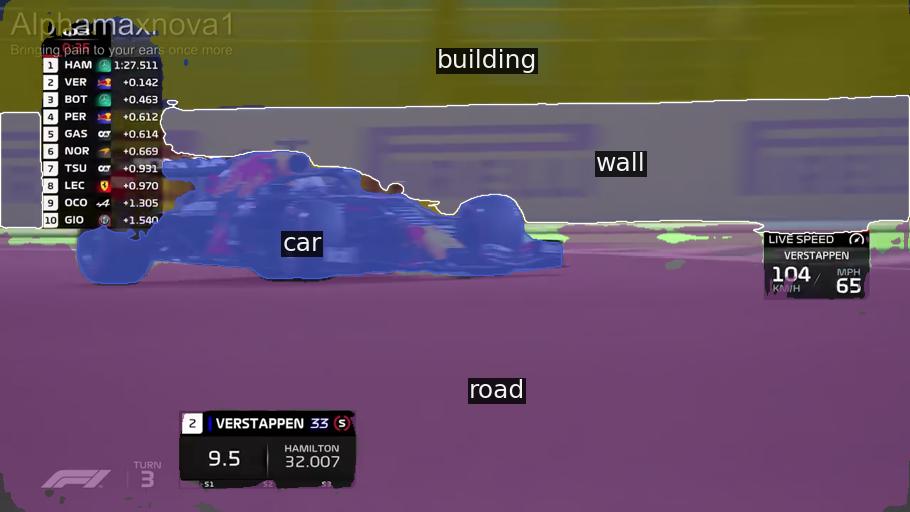 Alphamaxnova1
Bringing pain to your ears once more
0:35
1 HAM 1:27.511
2 VER +0.142
3 BOT +0.463
4 PER +0.612
5 GAS +0.614
6 NOR +0.669
7 TSU +0.931
8 LEC +0.970
9 OCO +1.305
10 GIO +1.540
building
wall
car
LIVE SPEED
VERSTAPPEN
104 KM/H / MPH 65
road
2 VERSTAPPEN 33 S
9.5 HAMILTON 32.007
S1 S2 S3
F1 TURN 3